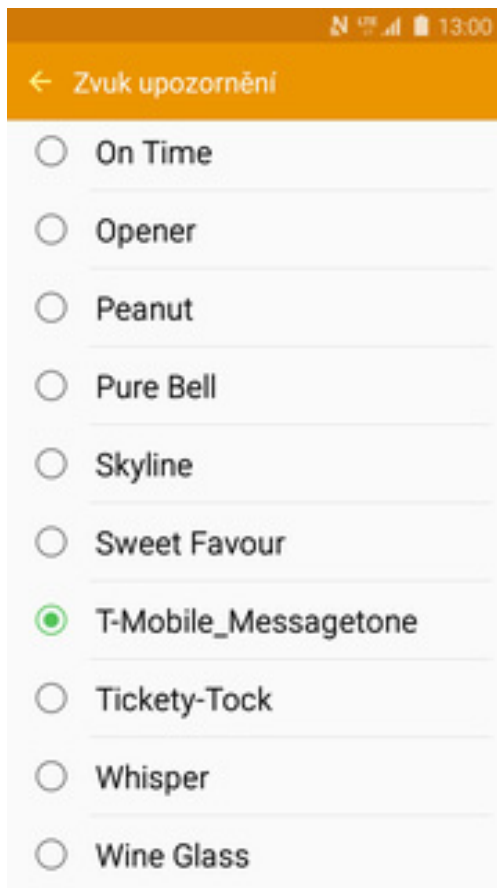 13:00
Zvuk upozornění
On Time
Opener
Peanut
Pure Bell
Skyline
Sweet Favour
T-Mobile_Messagetone
Tickety-Tock
Whisper
Wine Glass